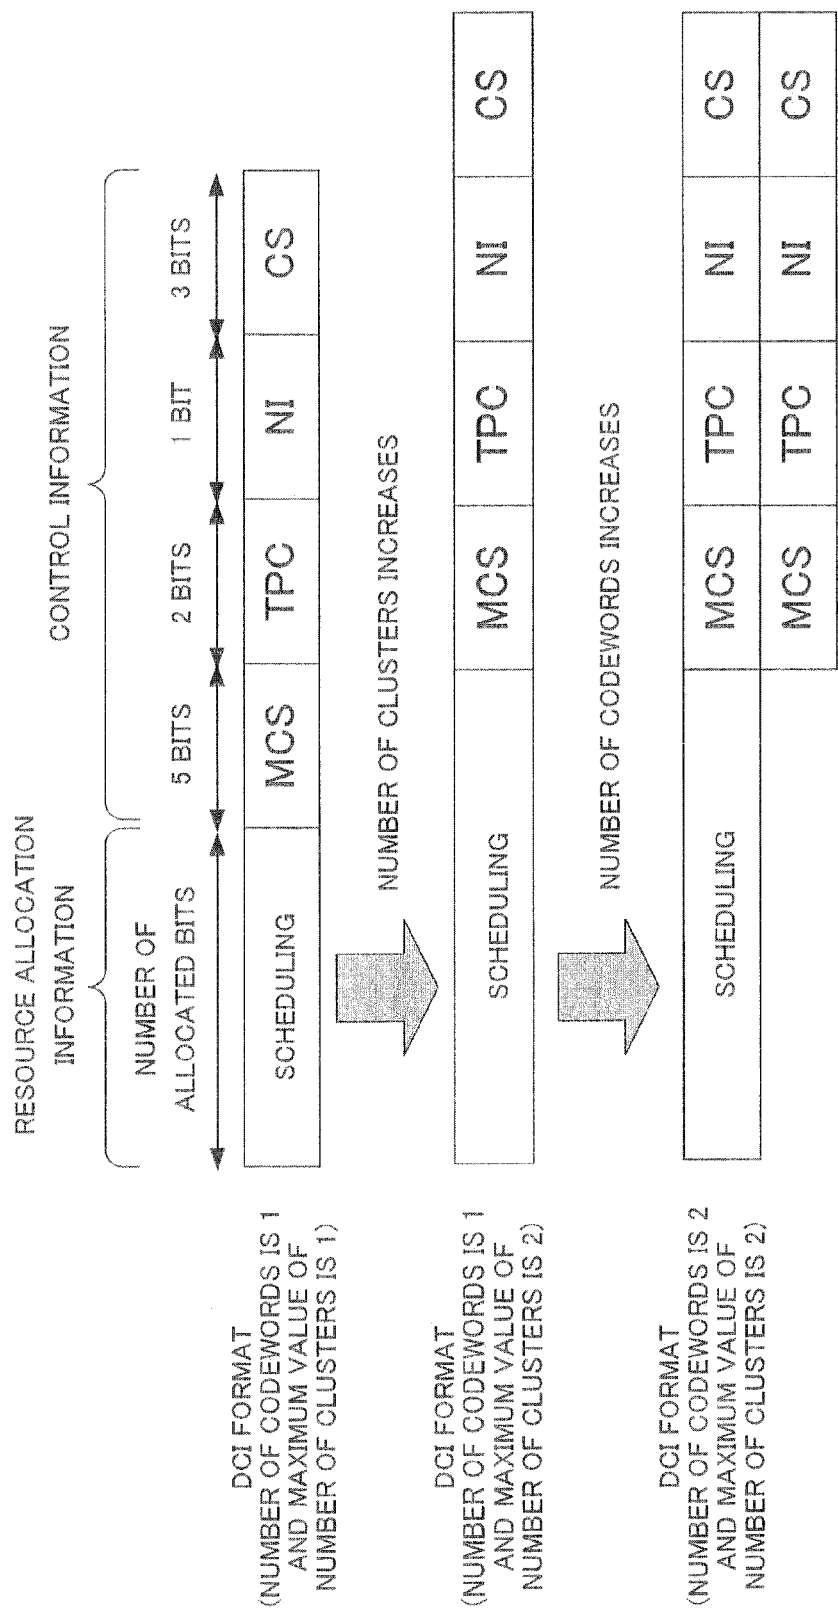 RESOURCE ALLOCATION
INFORMATION
CONTROL INFORMATION
NUMBER OF
ALLOCATED BITS
5 BITS
2 BITS
1 BIT
3 BITS
DCI FORMAT
(NUMBER OF CODEWORDS IS 1
AND MAXIMUM VALUE OF
NUMBER OF CLUSTERS IS 1)
SCHEDULING
MCS
TPC
NI
CS
NUMBER OF CLUSTERS INCREASES
DCI FORMAT
(NUMBER OF CODEWORDS IS 1
AND MAXIMUM VALUE OF
NUMBER OF CLUSTERS IS 2)
SCHEDULING
MCS
TPC
NI
CS
NUMBER OF CODEWORDS INCREASES
DCI FORMAT
(NUMBER OF CODEWORDS IS 2
AND MAXIMUM VALUE OF
NUMBER OF CLUSTERS IS 2)
SCHEDULING
MCS
TPC
NI
CS
MCS
TPC
NI
CS